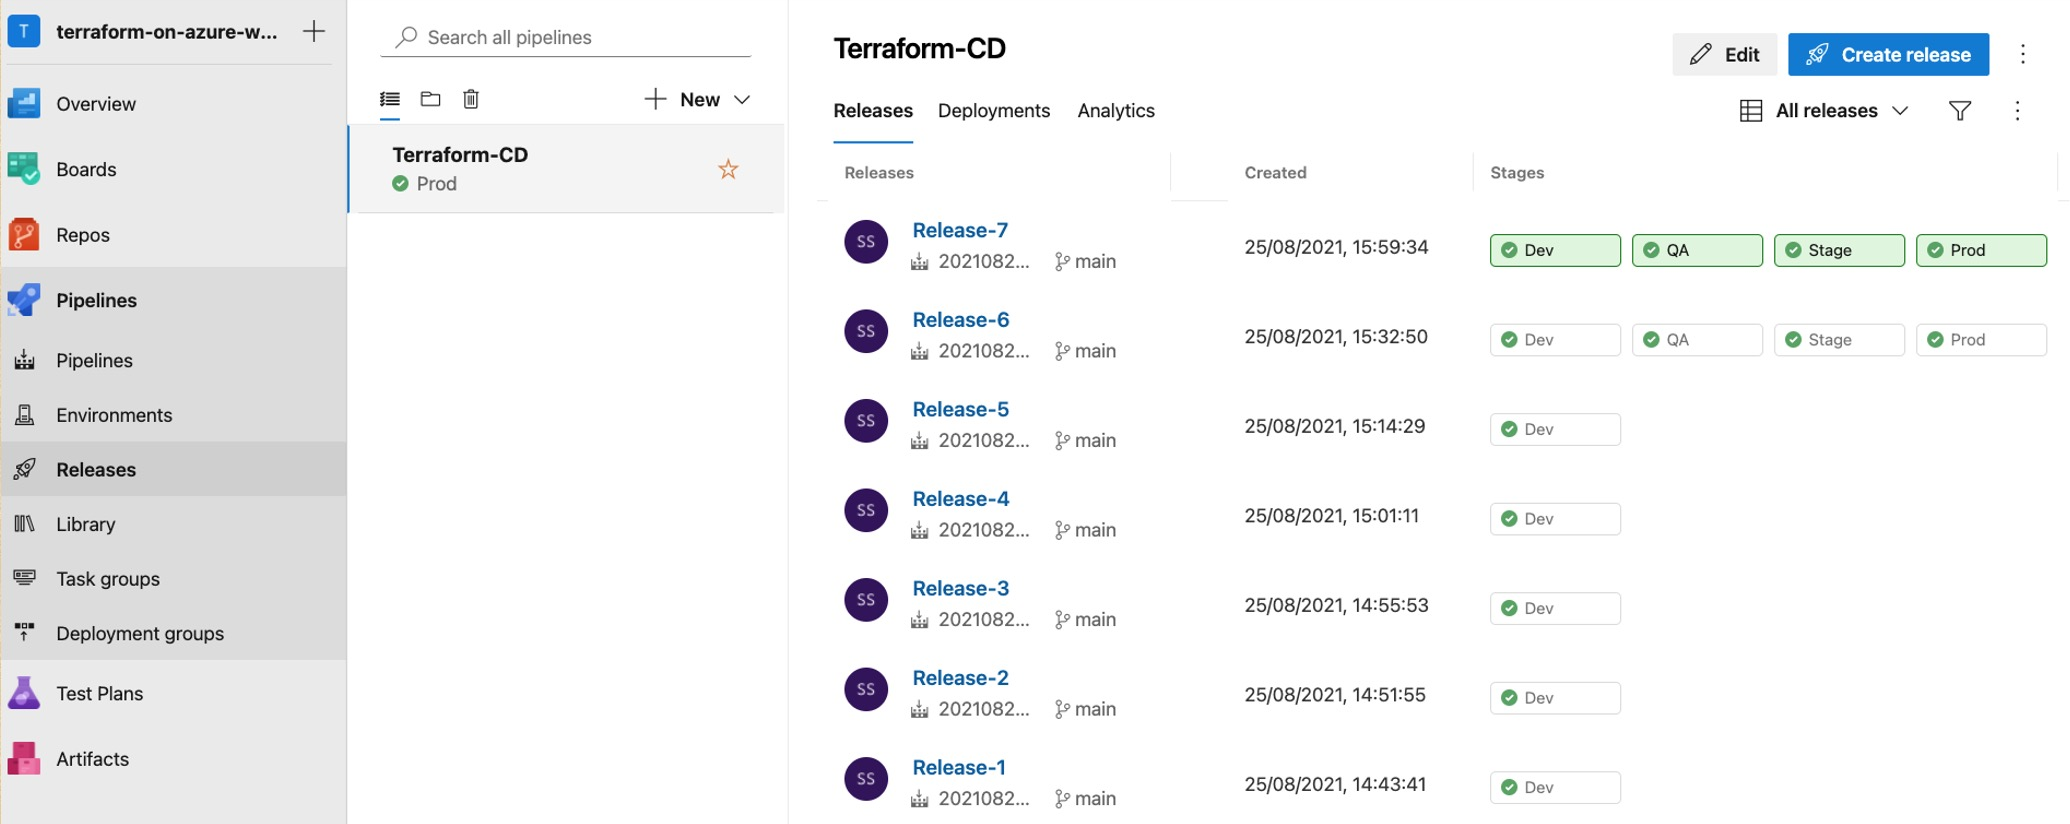 T terraform-on-azure-w...
Overview
Boards
Repos
Pipelines
Pipelines
Environments
Releases
Library
Task groups
Deployment groups
Test Plans
Artifacts
Search all pipelines
New
Terraform-CD
Prod
Terraform-CD
Edit
Create release
Releases Deployments Analytics
All releases
Releases Created Stages
SS Release-7
2021082... main
25/08/2021, 15:59:34
Dev QA Stage Prod
SS Release-6
2021082... main
25/08/2021, 15:32:50
Dev QA Stage Prod
SS Release-5
2021082... main
25/08/2021, 15:14:29
Dev
SS Release-4
2021082... main
25/08/2021, 15:01:11
Dev
SS Release-3
2021082... main
25/08/2021, 14:55:53
Dev
SS Release-2
2021082... main
25/08/2021, 14:51:55
Dev
SS Release-1
2021082... main
25/08/2021, 14:43:41
Dev